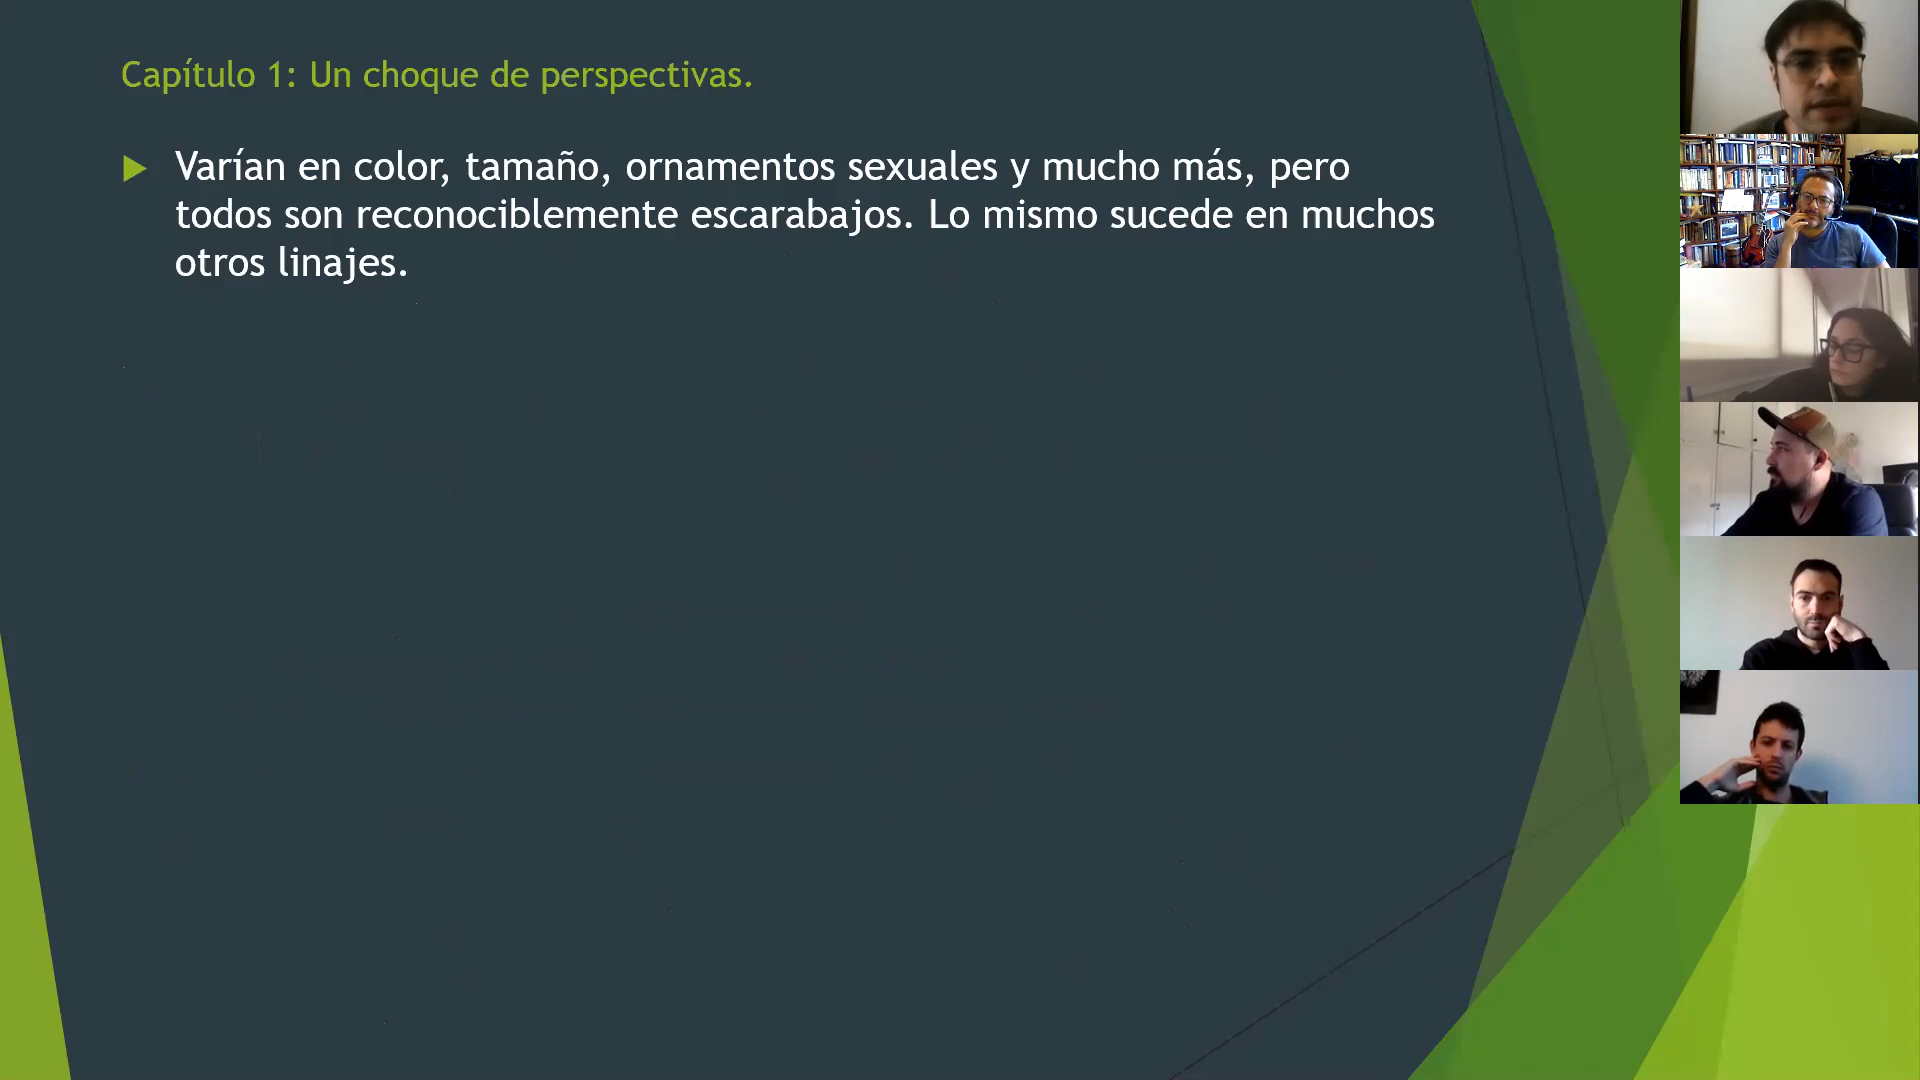 Capítulo 1: Un choque de perspectivas.
Varían en color, tamaño, ornamentos sexuales y mucho más, pero
todos son reconociblemente escarabajos. Lo mismo sucede en muchos
otros linajes.